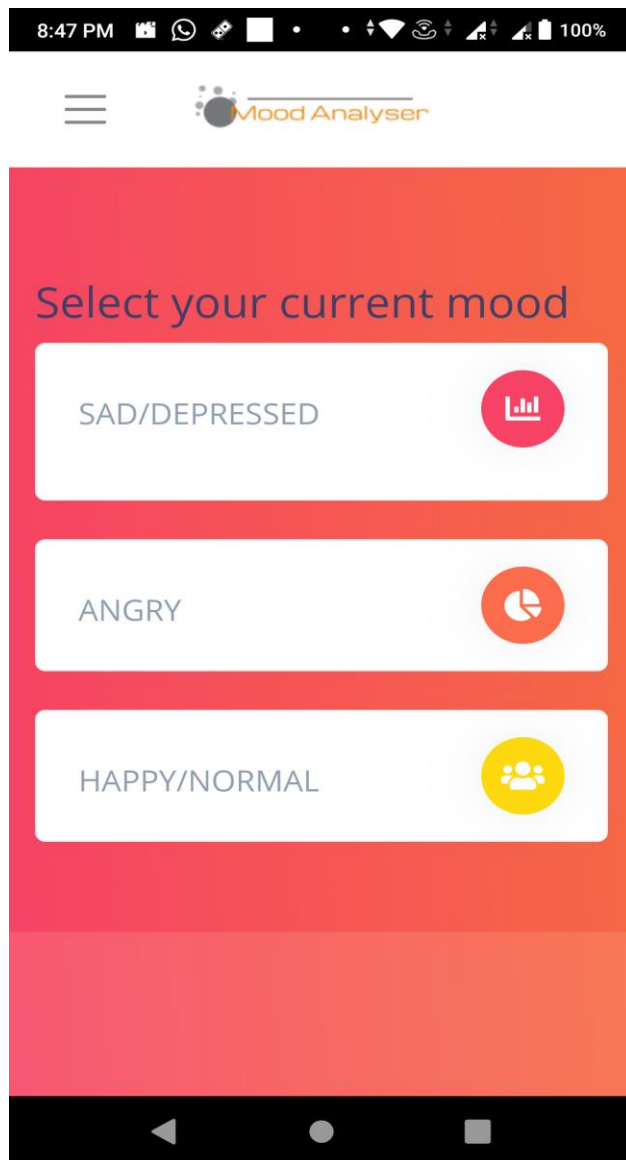 8:47 PM 100%
Mood Analyser
Select your current mood
SAD/DEPRESSED
ANGRY
HAPPY/NORMAL